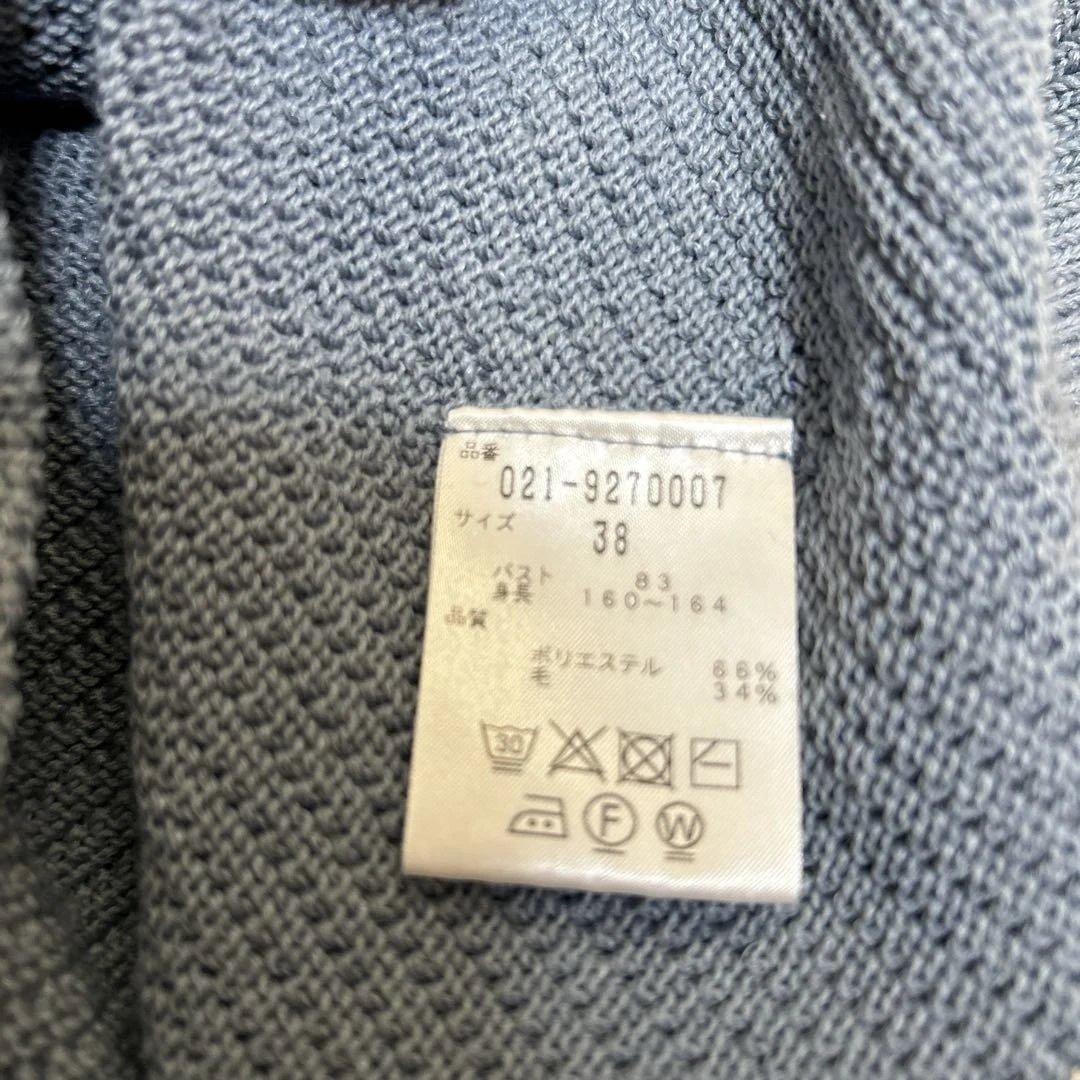 品番
021-9270007
サイズ
38
バスト 83
身長 160~164
品質
ポリエステル 66%
毛 34%
30
F W